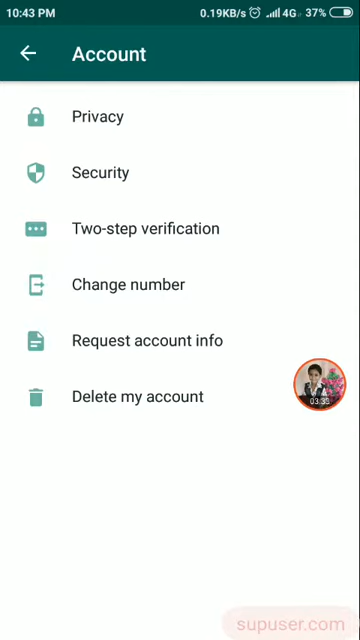 10:43 PM 0.19KB/s 4G 37%
Account
Privacy
Security
Two-step verification
Change number
Request account info
Delete my account
03:33
supuser.com